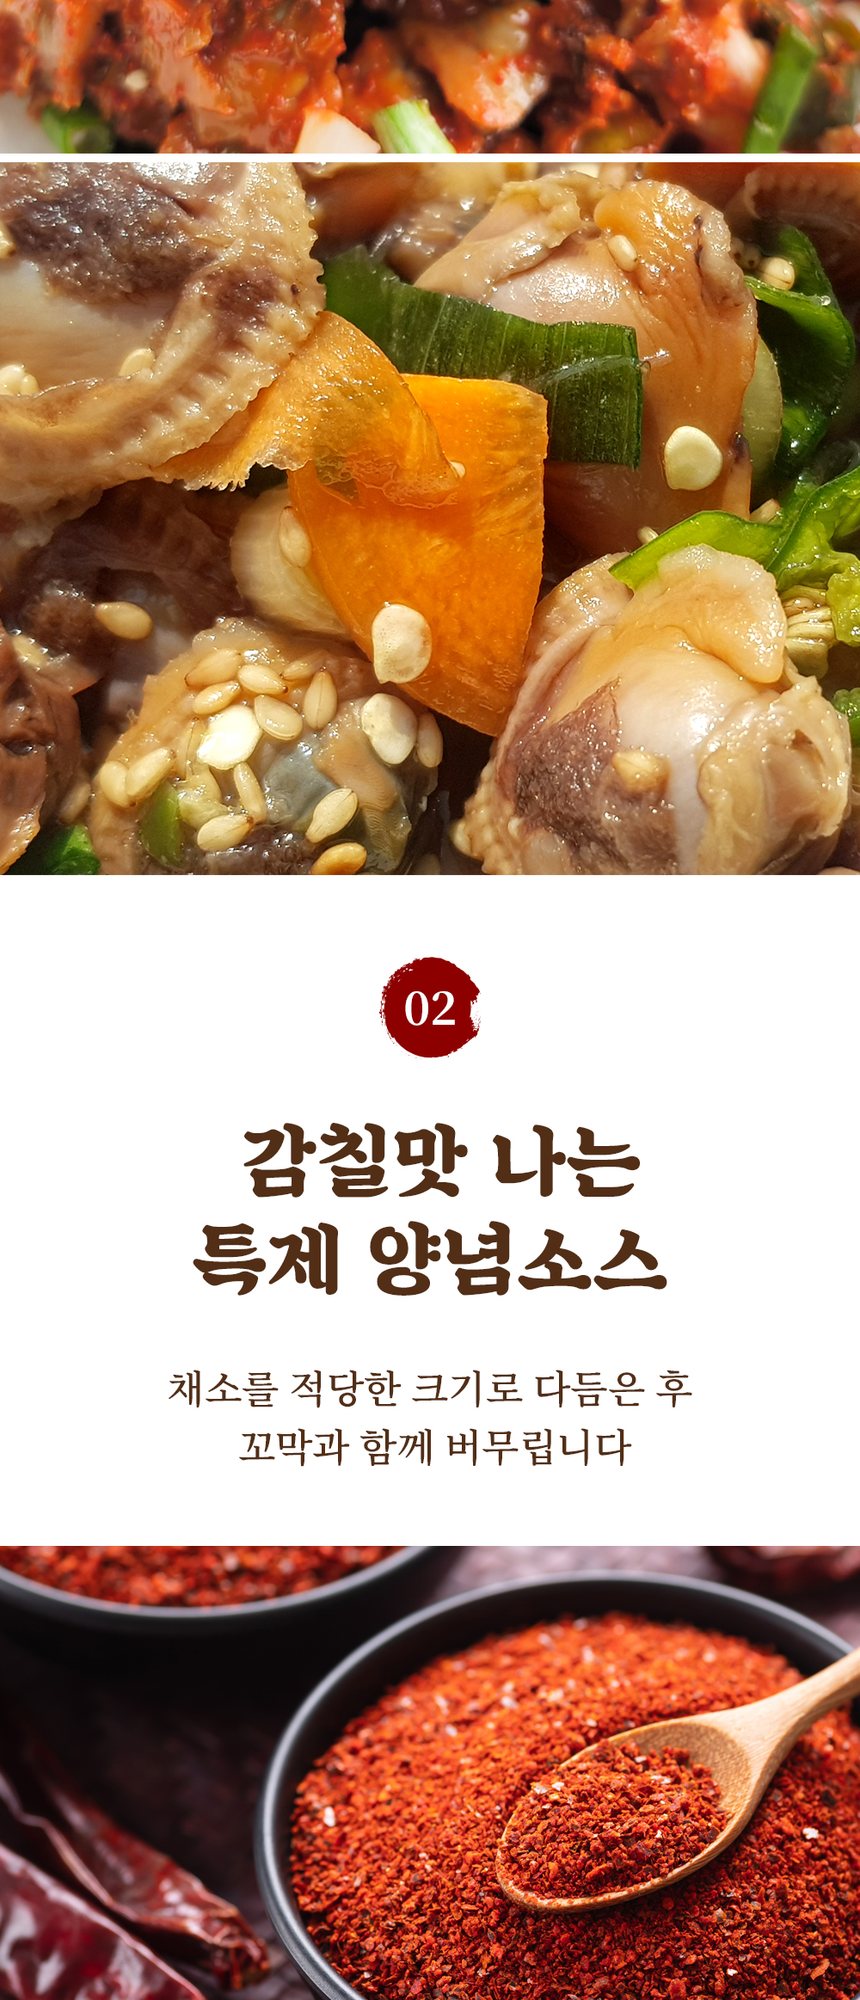 02
감칠맛 나는
특제 양념소스
채소를 적당한 크기로 다듬은 후
꼬막과 함께 버무립니다